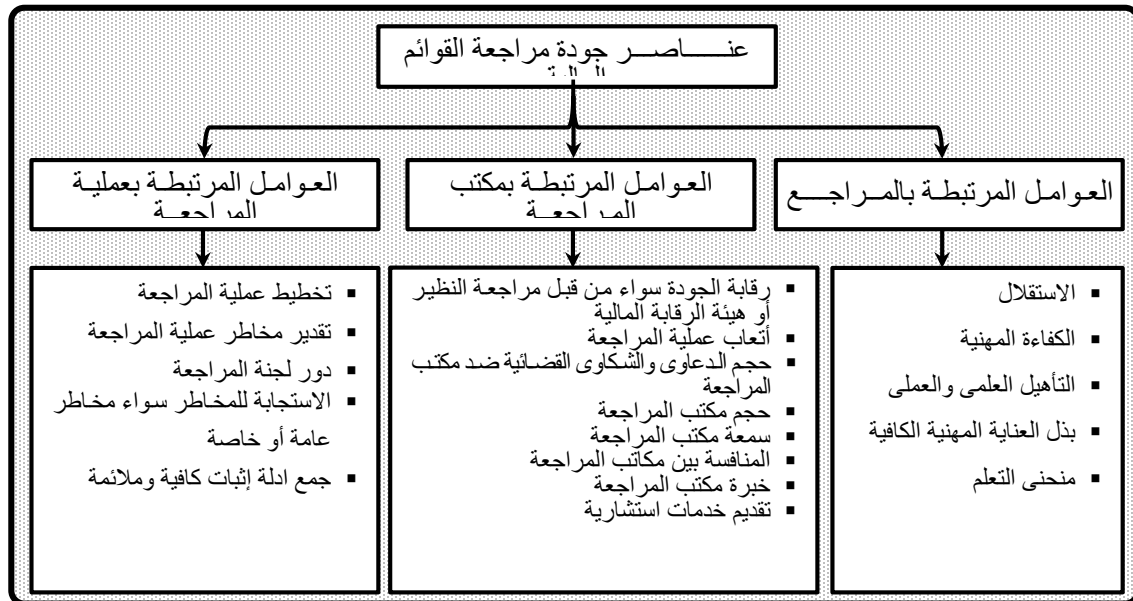 عنـــــاصـــر جودة مراجعة القوائم
العوامل المرتبطة بالمــراجــــع
العوامل المرتبطة بمكتب
المراجعــة
العوامل المرتبطة بعملية
المراجعــة
▪ الاستقلال
▪ الكفاءة المهنية
▪ التأهيل العلمى والعملى
▪ بذل العناية المهنية الكافية
▪ منحنى التعلم
▪ رقابة الجودة سواء من قبل مراجعة النظير
أو هيئة الرقابة المالية
▪ أتعاب عملية المراجعة
▪ حجم الدعاوى والشكاوى القضائية ضد مكتب
المراجعة
▪ حجم مكتب المراجعة
▪ سمعة مكتب المراجعة
▪ المنافسة بين مكاتب المراجعة
▪ خبرة مكتب المراجعة
▪ تقديم خدمات استشارية
▪ تخطيط عملية المراجعة
▪ تقدير مخاطر عملية المراجعة
▪ دور لجنة المراجعة
▪ الاستجابة للمخاطر سواء مخاطر
عامة أو خاصة
▪ جمع ادلة إثبات كافية وملائمة